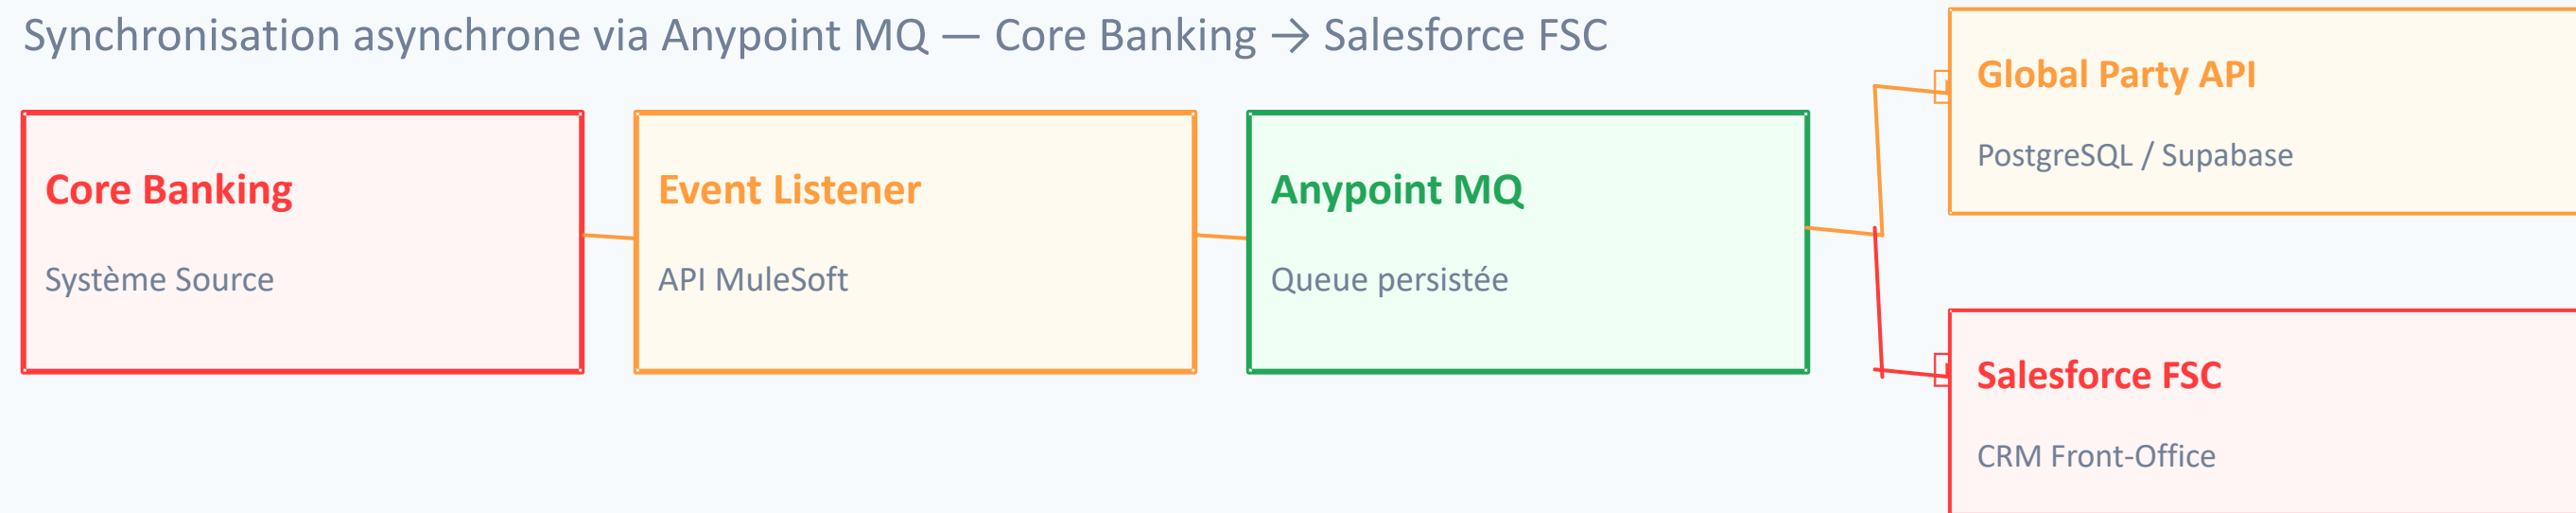 Synchronisation asynchrone via Anypoint MQ — Core Banking → Salesforce FSC
Core Banking
Système Source
Event Listener
API MuleSoft
Anypoint MQ
Queue persistée
Global Party API
PostgreSQL / Supabase
Salesforce FSC
CRM Front-Office